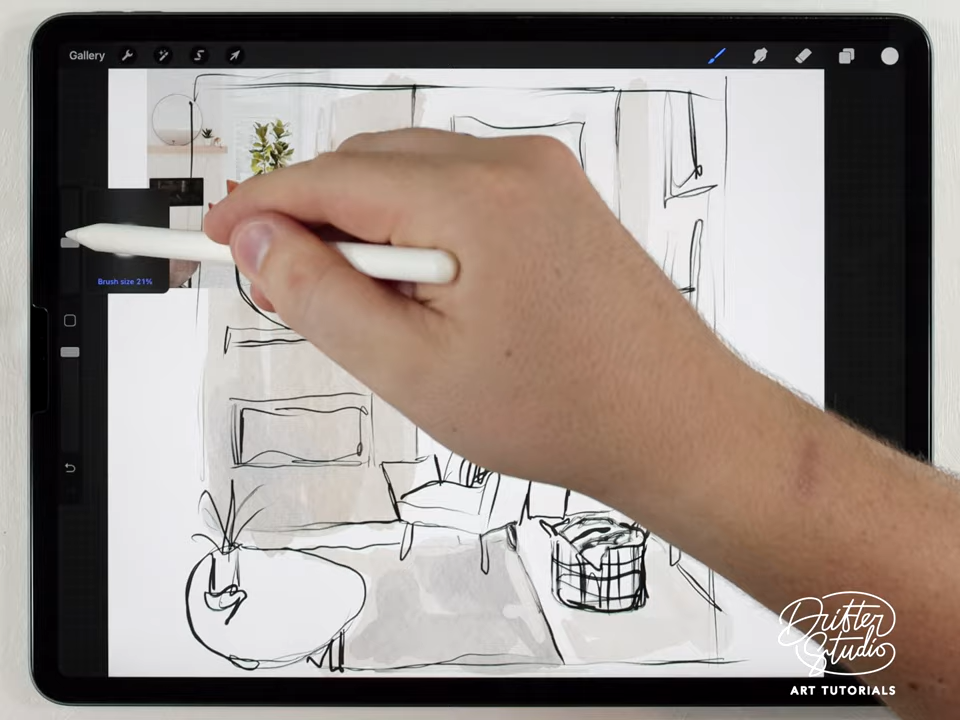 Gallery
Brush size 21%
Drifter
Studio
ART TUTORIALS